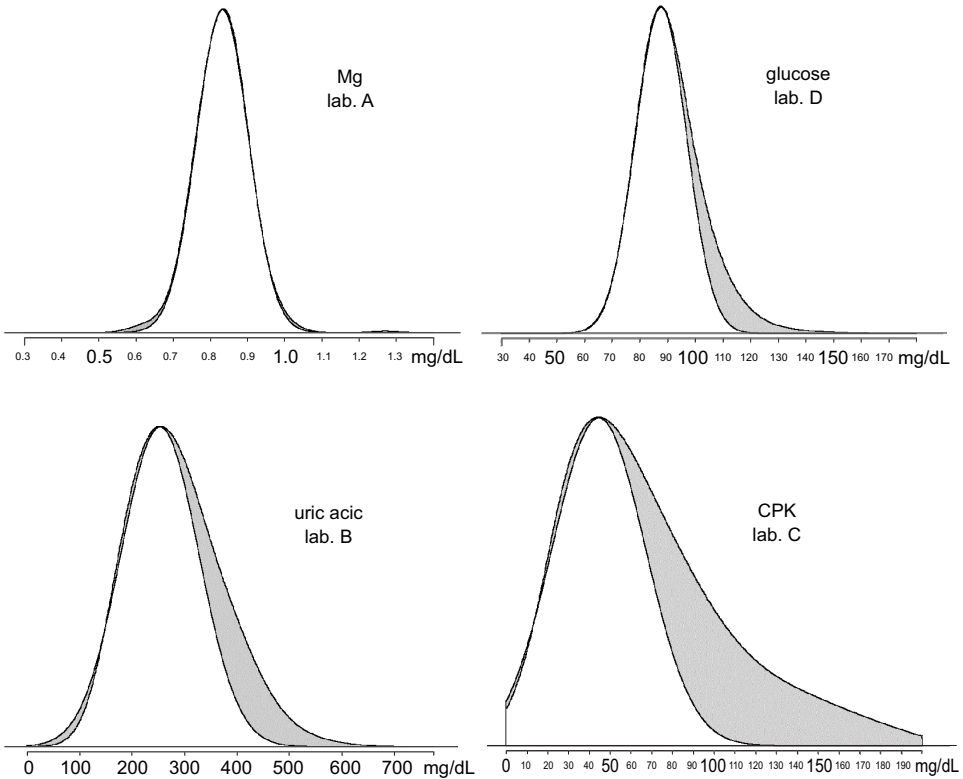 Mg
lab. A
0.3 0.4 0.5 0.6 0.7 0.8 0.9 1.0 1.1 1.2 1.3 mg/dL
glucose
lab. D
30 40 50 60 70 80 90 100 110 120 130 140 150 160 170 mg/dL
uric acic
lab. B
0 100 200 300 400 500 600 700 mg/dL
CPK
lab. C
0 10 20 30 40 50 60 70 80 90 100 110 120 130 140 150 160 170 180 190 mg/dL